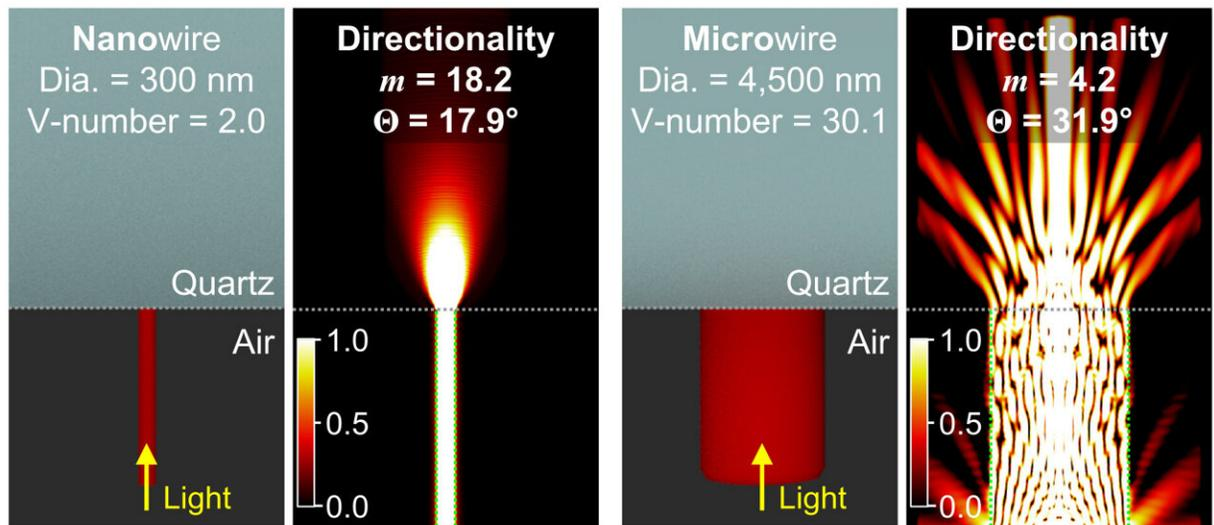 Nanowire
Dia. = 300 nm
V-number = 2.0
Quartz
Air
Light
Directionality
m = 18.2
Θ = 17.9°
1.0
0.5
0.0
Microwire
Dia. = 4,500 nm
V-number = 30.1
Quartz
Air
Light
Directionality
m = 4.2
Θ = 31.9°
1.0
0.5
0.0